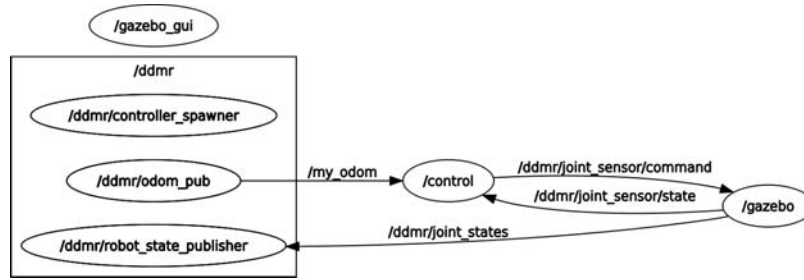 /gazebo_gui
/ddmr
/ddmr/controller_spawner
/ddmr/odom_pub
/my_odom
/control
/ddmr/joint_sensor/command
/ddmr/joint_sensor/state
/gazebo
/ddmr/robot_state_publisher
/ddmr/joint_states